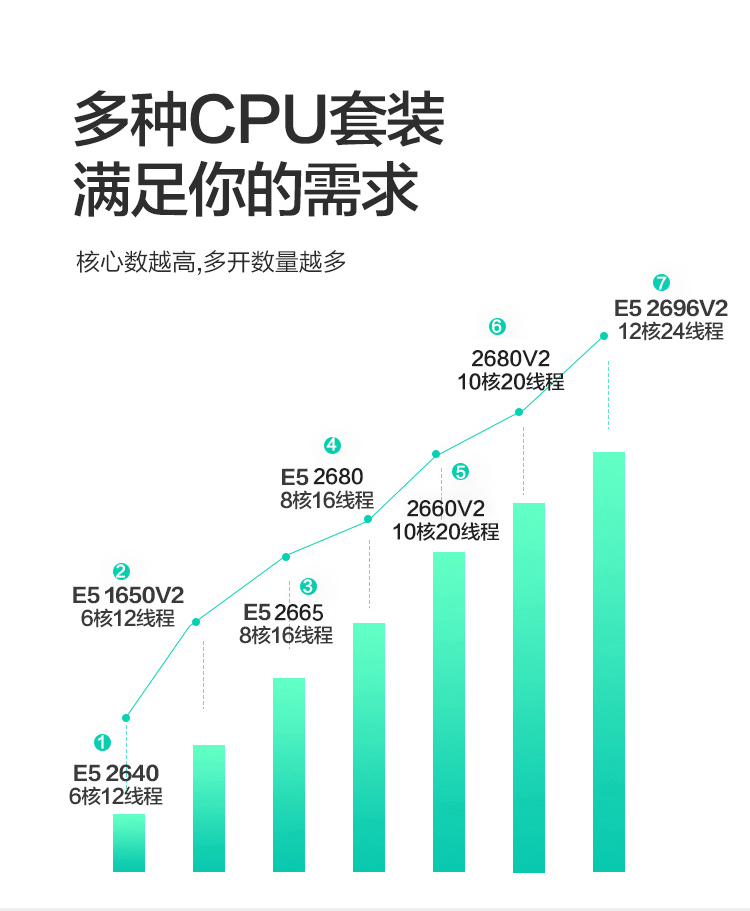 多种CPU套装
满足你的需求
核心数越高,多开数量越多
1
E5 2640
6核12线程
2
E5 1650V2
6核12线程
3
E5 2665
8核16线程
4
E5 2680
8核16线程
5
2660V2
10核20线程
6
2680V2
10核20线程
7
E5 2696V2
12核24线程